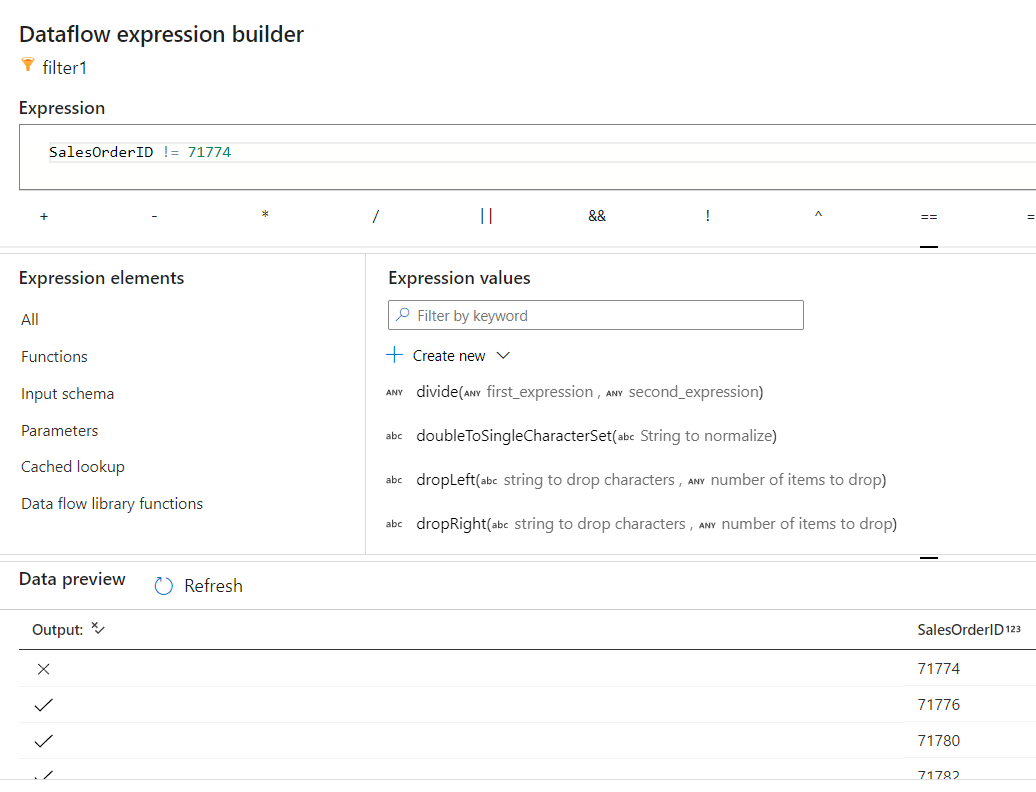 Dataflow expression builder
filter1
Expression
SalesOrderID != 71774
+ - * / || && ! ^ == =
Expression elements
All
Functions
Input schema
Parameters
Cached lookup
Data flow library functions
Expression values
Filter by keyword
Create new
ANY divide(ANY first_expression , ANY second_expression)
abc doubleToSingleCharacterSet(abc String to normalize)
abc dropLeft(abc string to drop characters , ANY number of items to drop)
abc dropRight(abc string to drop characters , ANY number of items to drop)
Data preview Refresh
Output: SalesOrderID 123
71774
71776
71780
71782